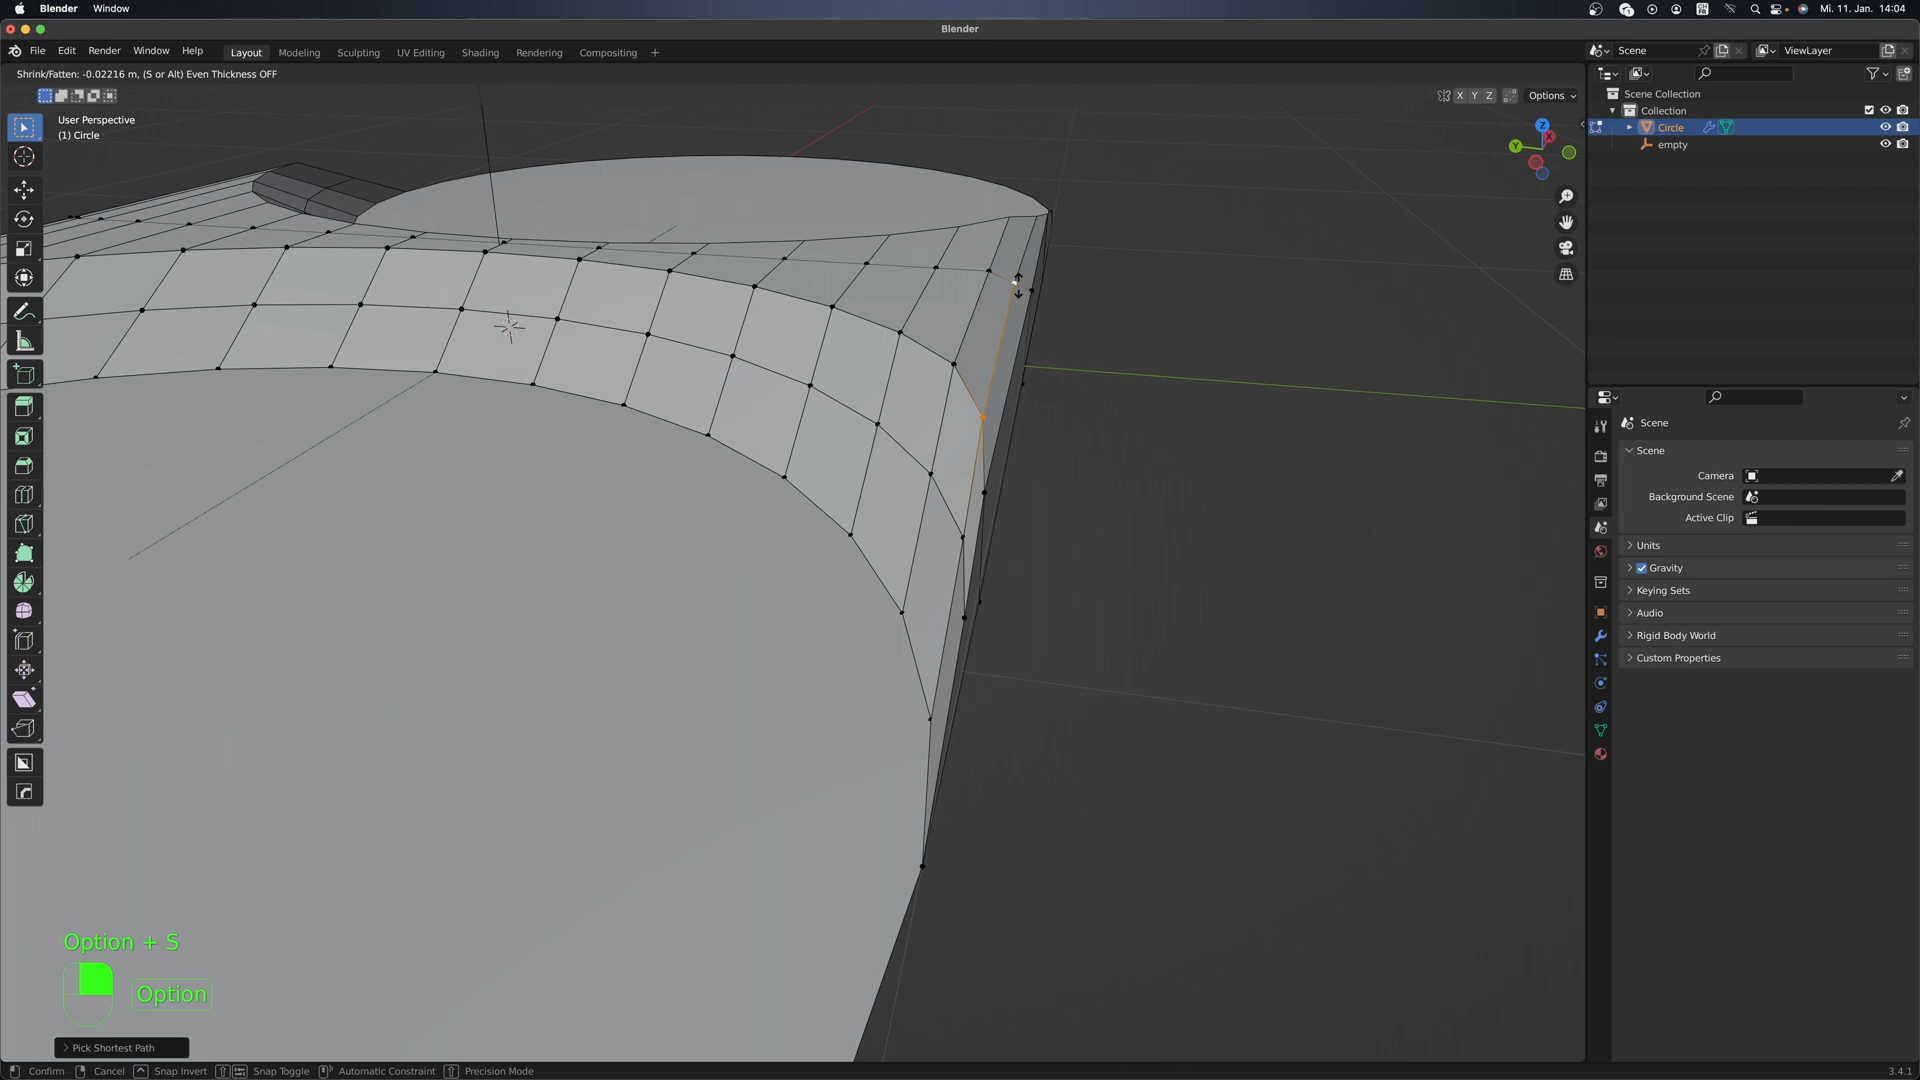 Blender Window Mi. 11. Jan. 14:04
CH
FR
Blender
File Edit Render Window Help Layout Modeling Sculpting UV Editing Shading Rendering Compositing + Scene ViewLayer
Shrink/Fatten: -0.02216 m, (S or Alt) Even Thickness OFF
X Y Z Options
User Perspective
(1) Circle
Z
X
Y
Scene Collection
Collection
Circle
empty
Scene
Scene
Camera
Background Scene
Active Clip
Units
Gravity
Keying Sets
Audio
Rigid Body World
Custom Properties
Option + S
Option
Pick Shortest Path
Confirm Cancel Snap Invert Snap Toggle Automatic Constraint Precision Mode 3.4.1